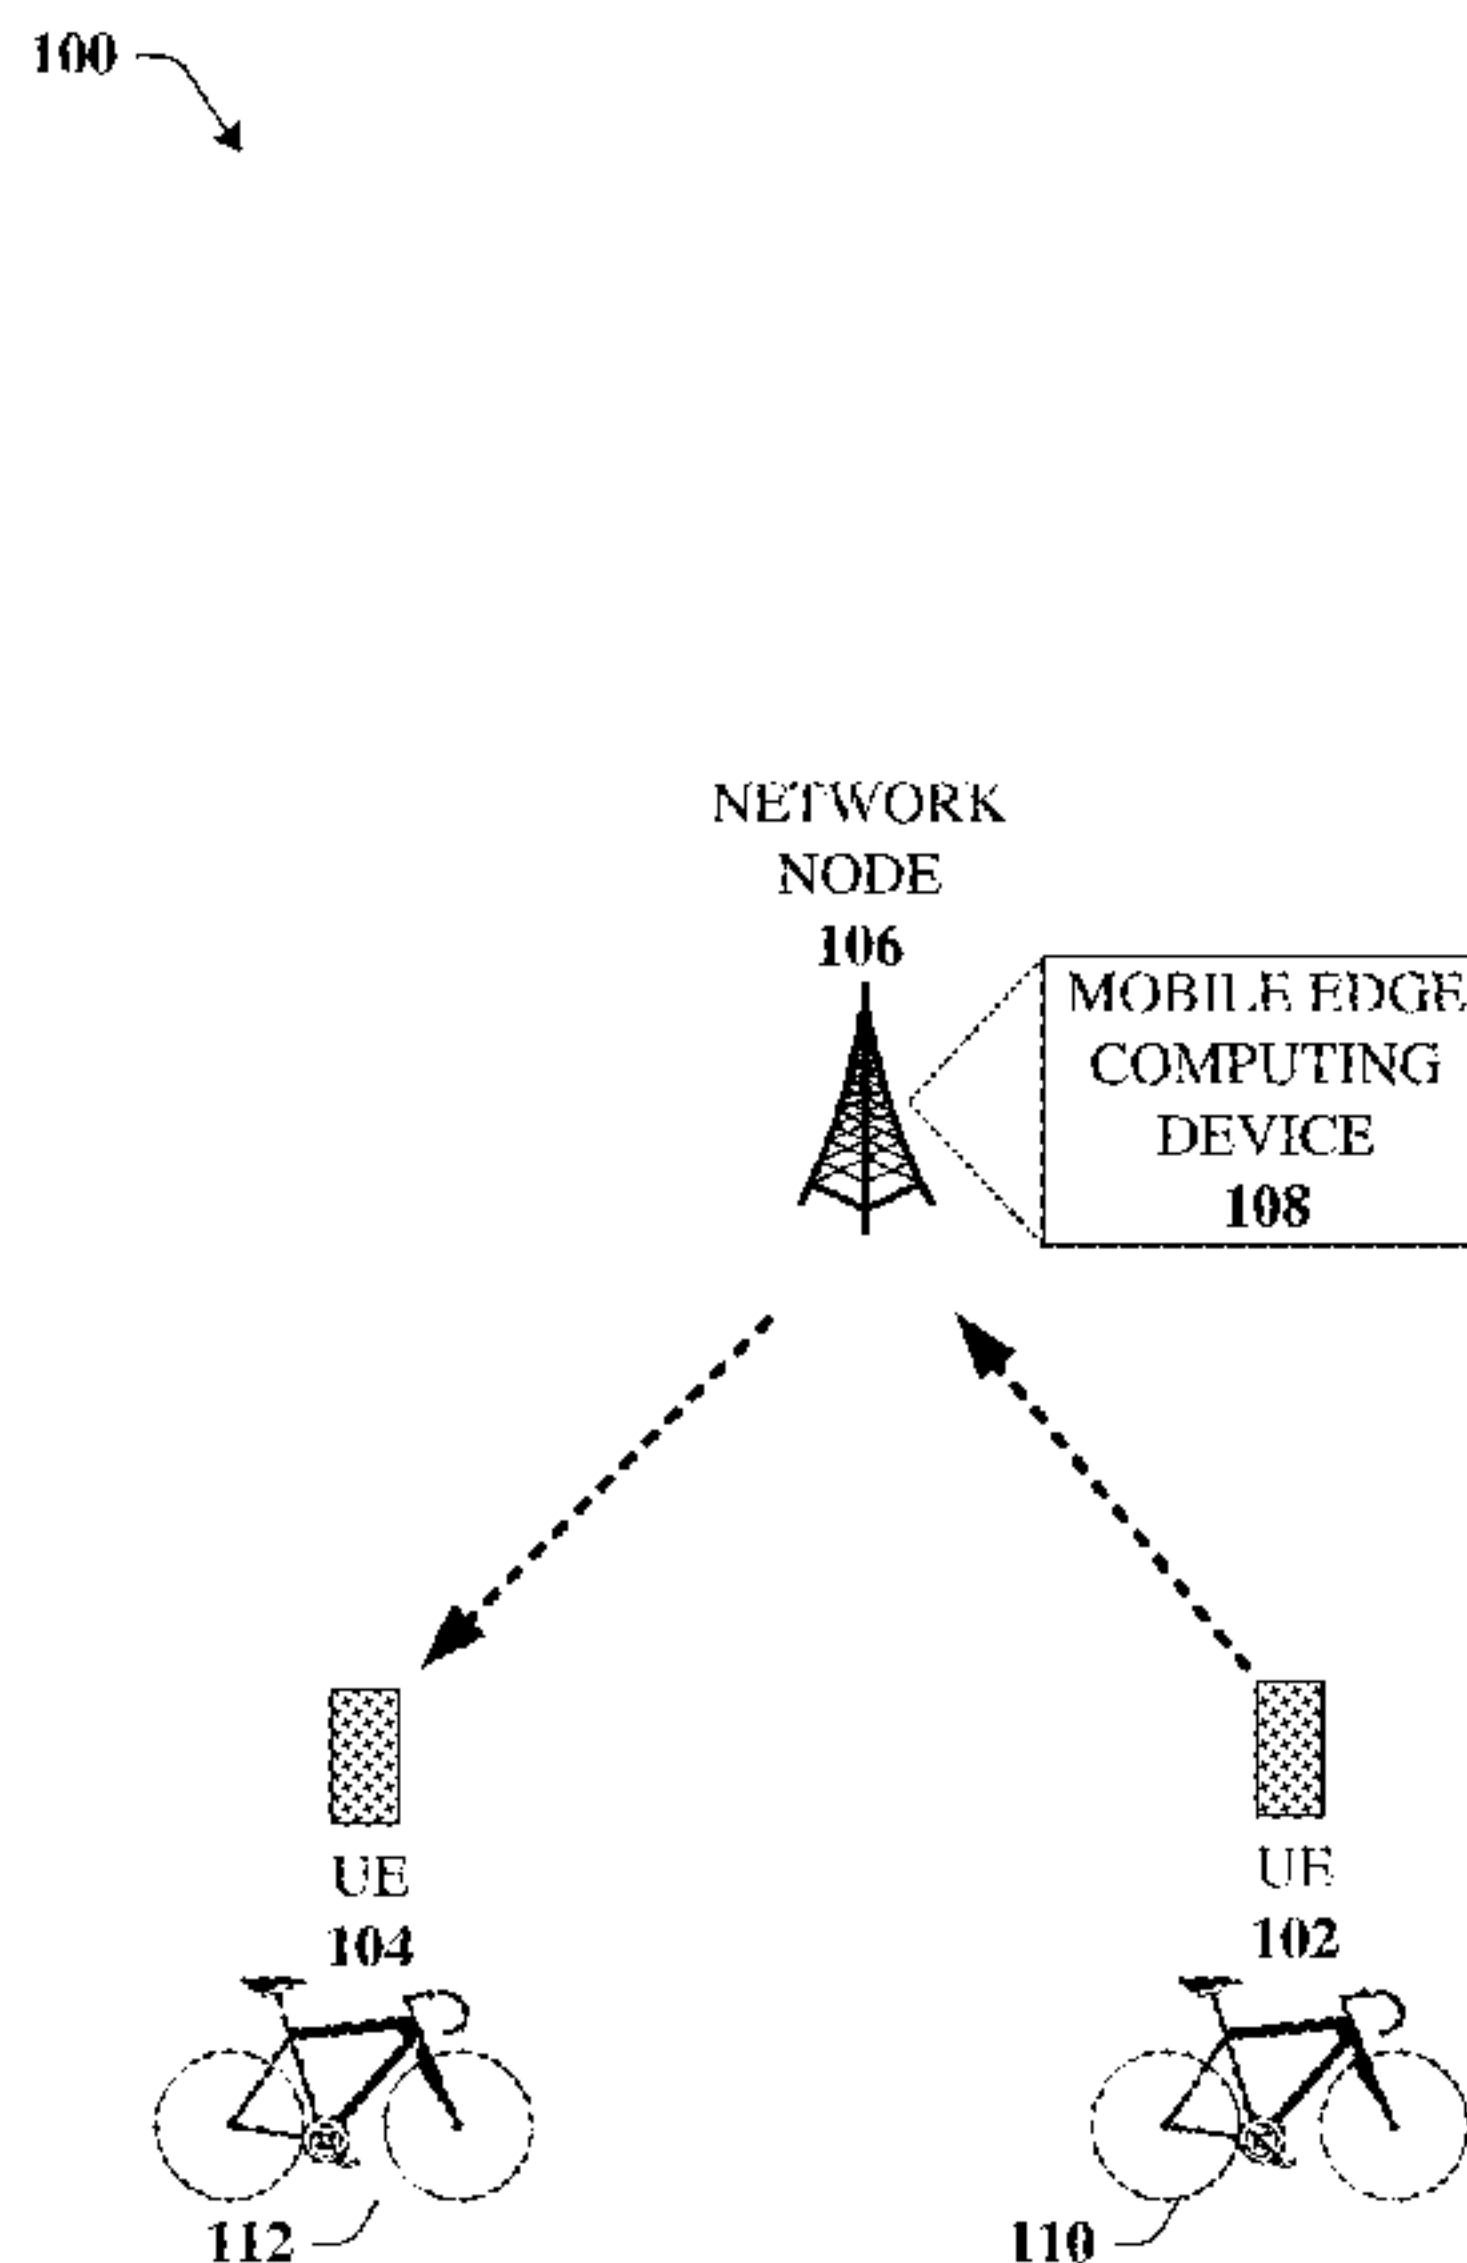 100
NETWORK
NODE
106
MOBILE EDGE
COMPUTING
DEVICE
108
UE
104
UE
102
112
110